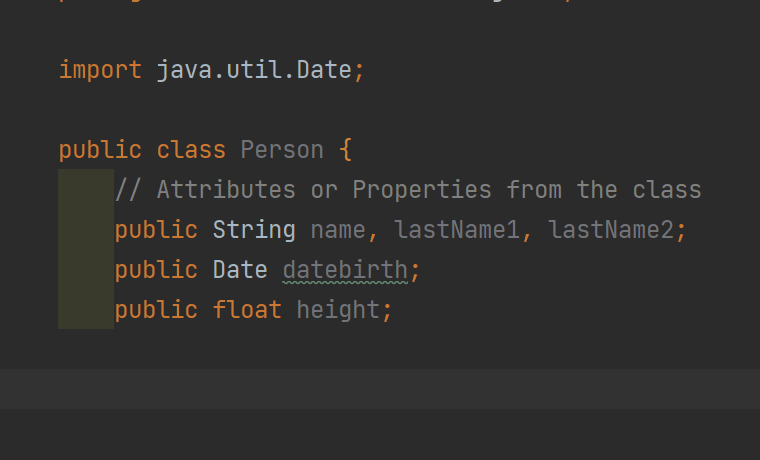 import java.util.Date;
public class Person {
// Attributes or Properties from the class
public String name, lastName1, lastName2;
public Date datebirth;
public float height;